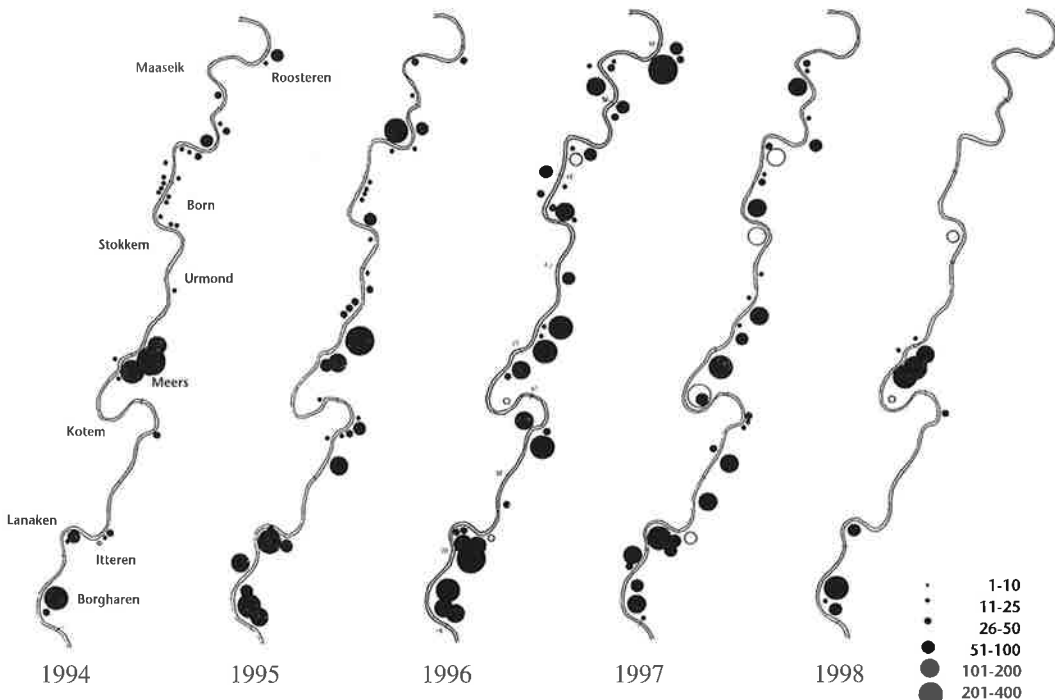 Maaseik
Roosteren
Born
Stokkem
Urmond
Meers
Kotem
Lanaken
Itteren
Borgharen
1994
1995
1996
1997
1998
1-10
11-25
26-50
51-100
101-200
201-400